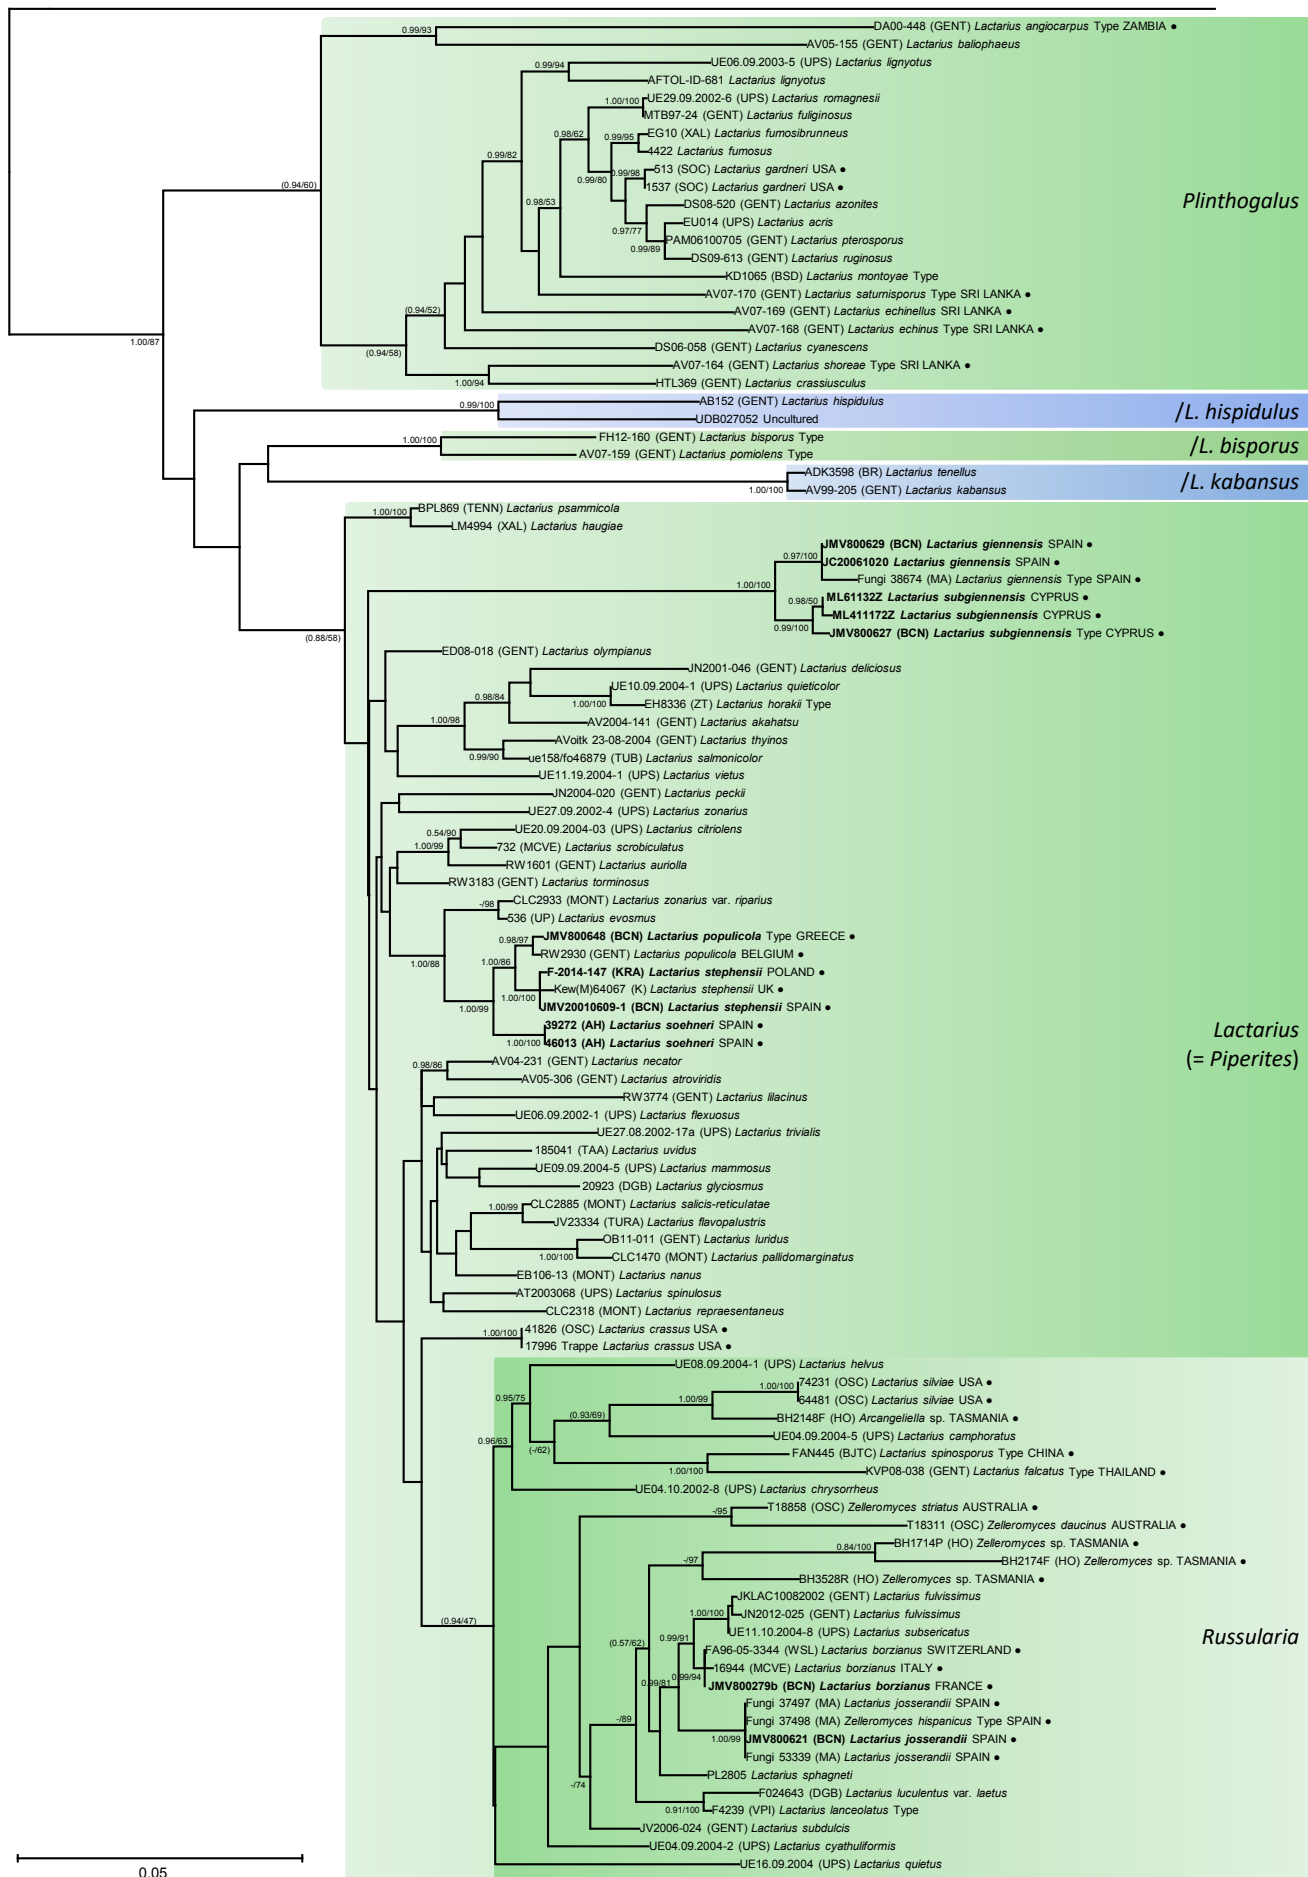 0.99/93
DA00-448 (GENT) Lactarius angiocarpus Type ZAMBIA ●
AV05-155 (GENT) Lactarius baliophaeus
UE06.09.2003-5 (UPS) Lactarius lignyotus
0.99/94
AFTOL-ID-681 Lactarius lignyotus
UE29.09.2002-6 (UPS) Lactarius romagnesii
1.00/100
MTB97-24 (GENT) Lactarius fuliginosus
0.98/62
EG10 (XAL) Lactarius fumosibrunneus
0.99/95
4422 Lactarius fumosus
0.99/82
513 (SOC) Lactarius gardneri USA ●
0.99/98
0.99/80
Plinthogalus
(0.94/60)
1537 (SOC) Lactarius gardneri USA ●
0.98/53
DS08-520 (GENT) Lactarius azonites
EU014 (UPS) Lactarius acris
0.97/77
PAM06100705 (GENT) Lactarius pterosporus
0.99/89
DS09-613 (GENT) Lactarius ruginosus
KD1065 (BSD) Lactarius montoyae Type
AV07-170 (GENT) Lactarius saturnisporus Type SRI LANKA ●
(0.94/52)
AV07-169 (GENT) Lactarius echinellus SRI LANKA ●
AV07-168 (GENT) Lactarius echinus Type SRI LANKA ●
1.00/87
(0.94/58)
DS06-058 (GENT) Lactarius cyanescens
AV07-164 (GENT) Lactarius shoreae Type SRI LANKA ●
1.00/94
HTL369 (GENT) Lactarius crassiusculus
AB152 (GENT) Lactarius hispidulus
0.99/100
/L. hispidulus
UDB027052 Uncultured
FH12-160 (GENT) Lactarius bisporus Type
1.00/100
/L. bisporus
AV07-159 (GENT) Lactarius pomiolens Type
ADK3598 (BR) Lactarius tenellus
/L. kabansus
1.00/100
AV99-205 (GENT) Lactarius kabansus
BPL869 (TENN) Lactarius psammicola
1.00/100
LM4994 (XAL) Lactarius haugiae
JMV800629 (BCN) Lactarius giennensis SPAIN ●
0.97/100
JC20061020 Lactarius giennensis SPAIN ●
1.00/100
Fungi 38674 (MA) Lactarius giennensis Type SPAIN ●
ML61132Z Lactarius subgiennensis CYPRUS ●
0.98/50
ML411172Z Lactarius subgiennensis CYPRUS ●
0.99/100
JMV800627 (BCN) Lactarius subgiennensis Type CYPRUS ●
(0.88/58)
ED08-018 (GENT) Lactarius olympianus
JN2001-046 (GENT) Lactarius deliciosus
UE10.09.2004-1 (UPS) Lactarius quieticolor
0.98/84
1.00/100
EH8336 (ZT) Lactarius horakii Type
1.00/98
AV2004-141 (GENT) Lactarius akahatsu
AVoitk 23-08-2004 (GENT) Lactarius thyinos
0.99/90
ue158/fo46879 (TUB) Lactarius salmonicolor
UE11.19.2004-1 (UPS) Lactarius vietus
JN2004-020 (GENT) Lactarius peckii
UE27.09.2002-4 (UPS) Lactarius zonarius
UE20.09.2004-03 (UPS) Lactarius citriolens
0.54/90
1.00/99
732 (MCVE) Lactarius scrobiculatus
RW1601 (GENT) Lactarius auriolla
RW3183 (GENT) Lactarius torminosus
CLC2933 (MONT) Lactarius zonarius var. riparius
-/98
536 (UP) Lactarius evosmus
JMV800648 (BCN) Lactarius populicola Type GREECE ●
0.98/97
RW2930 (GENT) Lactarius populicola BELGIUM ●
1.00/88
1.00/86
F-2014-147 (KRA) Lactarius stephensii POLAND ●
Kew(M)64067 (K) Lactarius stephensii UK ●
1.00/100
1.00/99
JMV20010609-1 (BCN) Lactarius stephensii SPAIN ●
39272 (AH) Lactarius soehneri SPAIN ●
Lactarius
1.00/100
46013 (AH) Lactarius soehneri SPAIN ●
(= Piperites)
0.98/86
AV04-231 (GENT) Lactarius necator
AV05-306 (GENT) Lactarius atroviridis
RW3774 (GENT) Lactarius lilacinus
UE06.09.2002-1 (UPS) Lactarius flexuosus
UE27.08.2002-17a (UPS) Lactarius trivialis
185041 (TAA) Lactarius uvidus
UE09.09.2004-5 (UPS) Lactarius mammosus
20923 (DGB) Lactarius glyciosmus
CLC2885 (MONT) Lactarius salicis-reticulatae
1.00/99
JV23334 (TURA) Lactarius flavopalustris
OB11-011 (GENT) Lactarius luridus
1.00/100
CLC1470 (MONT) Lactarius pallidomarginatus
EB106-13 (MONT) Lactarius nanus
AT2003068 (UPS) Lactarius spinulosus
CLC2318 (MONT) Lactarius repraesentaneus
41826 (OSC) Lactarius crassus USA ●
1.00/100
17996 Trappe Lactarius crassus USA ●
UE08.09.2004-1 (UPS) Lactarius helvus
74231 (OSC) Lactarius silviae USA ●
1.00/100
0.95/75
64481 (OSC) Lactarius silviae USA ●
1.00/99
(0.93/69)
BH2148F (HO) Arcangeliella sp. TASMANIA ●
UE04.09.2004-5 (UPS) Lactarius camphoratus
0.96/63
(-/62)
FAN445 (BJTC) Lactarius spinosporus Type CHINA ●
1.00/100
KVP08-038 (GENT) Lactarius falcatus Type THAILAND ●
UE04.10.2002-8 (UPS) Lactarius chrysorrheus
T18858 (OSC) Zelleromyces striatus AUSTRALIA ●
-/95
T18311 (OSC) Zelleromyces daucinus AUSTRALIA ●
BH1714P (HO) Zelleromyces sp. TASMANIA ●
0.84/100
BH2174F (HO) Zelleromyces sp. TASMANIA ●
-/97
BH3528R (HO) Zelleromyces sp. TASMANIA ●
JKLAC10082002 (GENT) Lactarius fulvissimus
1.00/100
JN2012-025 (GENT) Lactarius fulvissimus
(0.94/47)
UE11.10.2004-8 (UPS) Lactarius subsericatus
Russularia
0.99/91
(0.57/62)
FA96-05-3344 (WSL) Lactarius borzianus SWITZERLAND ●
16944 (MCVE) Lactarius borzianus ITALY ●
0.99/94
0.99/81
JMV800279b (BCN) Lactarius borzianus FRANCE ●
Fungi 37497 (MA) Lactarius josserandii SPAIN ●
-/89
Fungi 37498 (MA) Zelleromyces hispanicus Type SPAIN ●
1.00/99
JMV800621 (BCN) Lactarius josserandii SPAIN ●
Fungi 53339 (MA) Lactarius josserandii SPAIN ●
PL2805 Lactarius sphagneti
-/74
F024643 (DGB) Lactarius luculentus var. laetus
0.91/100
F4239 (VPI) Lactarius lanceolatus Type
JV2006-024 (GENT) Lactarius subdulcis
UE04.09.2004-2 (UPS) Lactarius cyathuliformis
UE16.09.2004 (UPS) Lactarius quietus
0.05